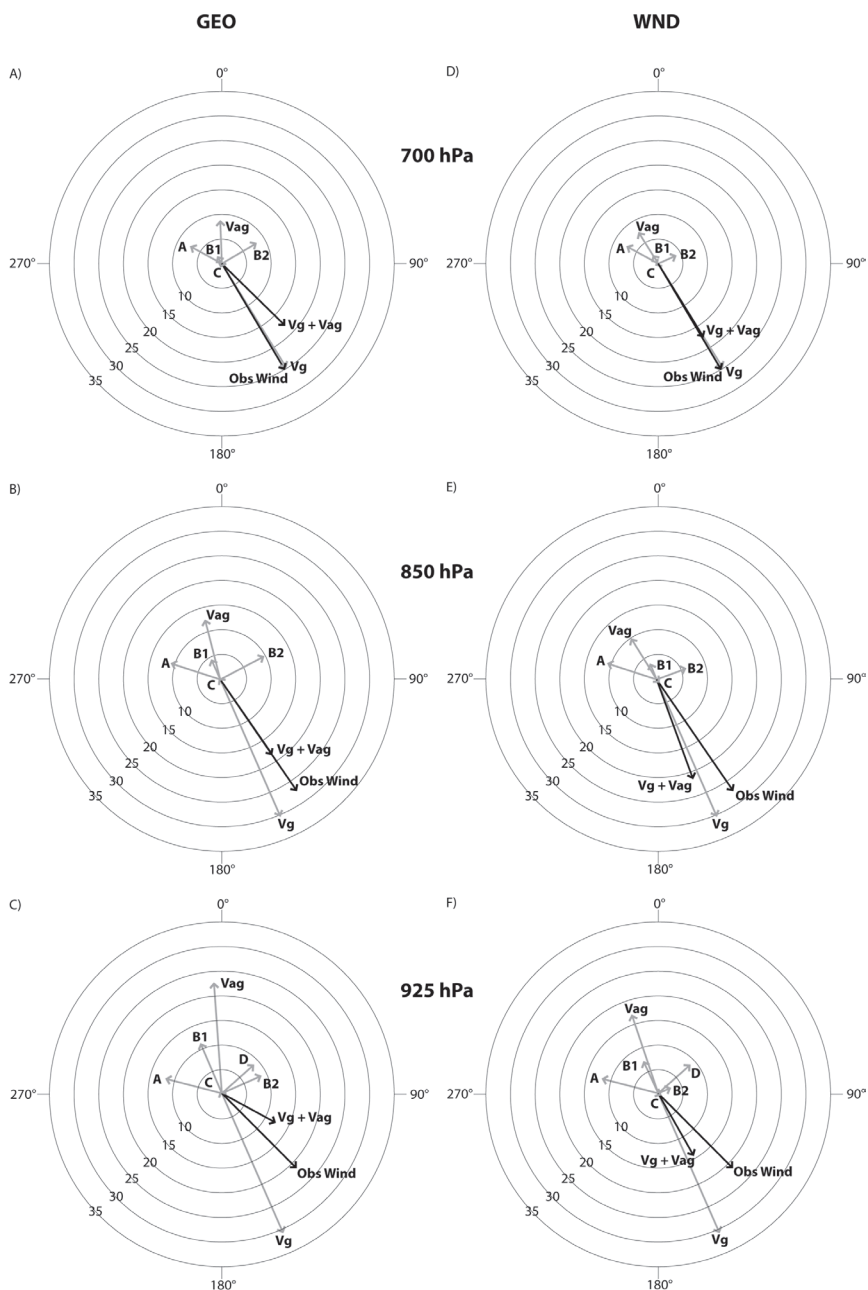 GEO WND
A) 0° D) 0°
700 hPa
Vag Vag
A B1 B2 A B1 B2
270° C 90° 270° C 90°
10 10
15 Vg + Vag 15 Vg + Vag
20 20
25 Vg 25 Vg
30 Obs Wind 30 Obs Wind
35 35
180° 180°
B) 0° E) 0°
850 hPa
Vag Vag
A B1 B2 A B1 B2
270° C 90° 270° C 90°
10 10
15 15
20 Vg + Vag 20
25 25
30 Obs Wind 30 Vg + Vag
35 35 Obs Wind
Vg Vg
180° 180°
C) 0° F) 0°
925 hPa
Vag Vag
B1 D B1 D
A C B2 A C B2
270° 90° 270° 90°
10 Vg + Vag 10
15 15
20 20 Vg + Vag
25 Obs Wind 25 Obs Wind
30 30
35 35
Vg Vg
180° 180°